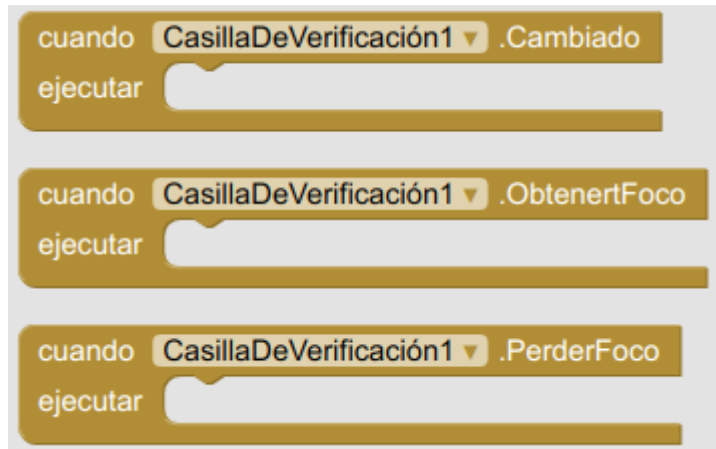 cuando CasillaDeVerificación1 .Cambiado
ejecutar
cuando CasillaDeVerificación1 .ObtenertFoco
ejecutar
cuando CasillaDeVerificación1 .PerderFoco
ejecutar